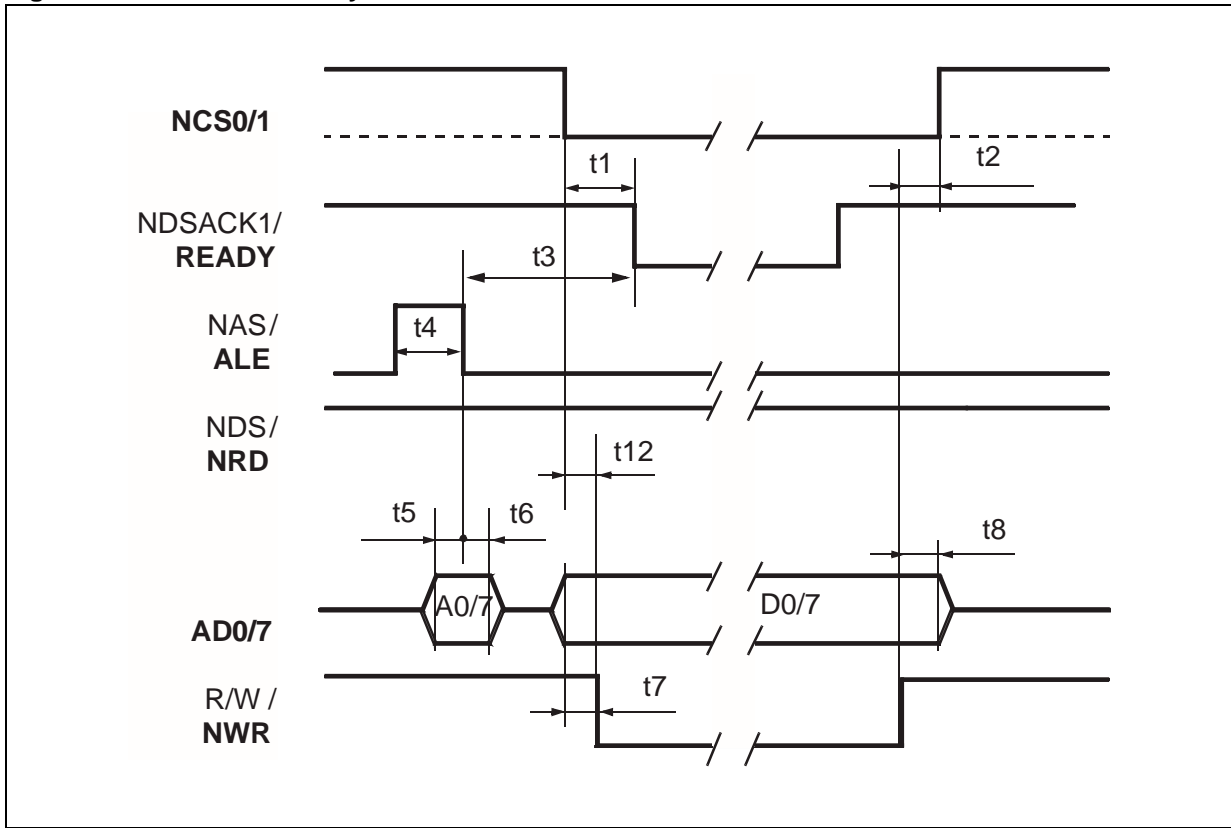 NCS0/1
t1
t2
NDSACK1/
READY
t3
NAS/
ALE
t4
NDS/
NRD
t12
t5
t6
t8
A0/7
D0/7
AD0/7
R/W /
NWR
t7